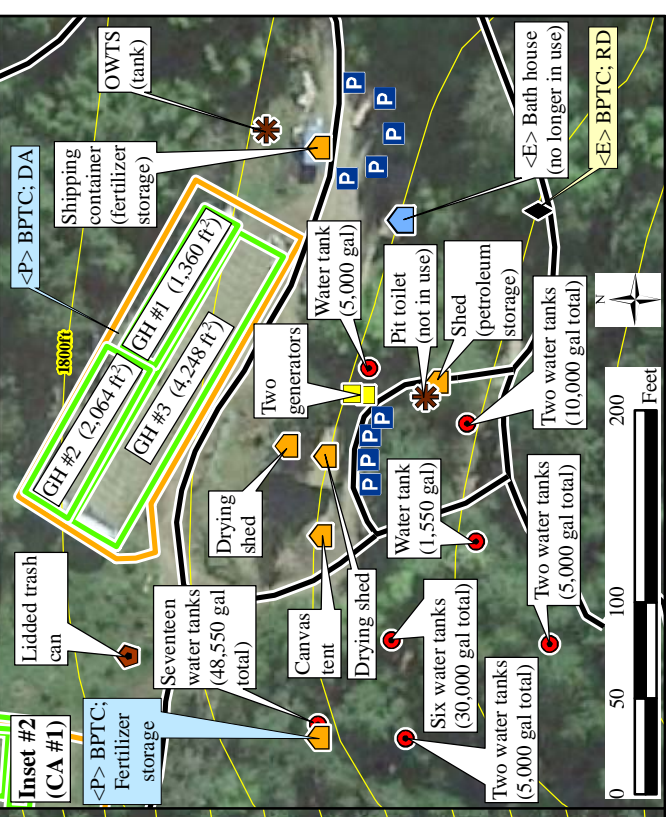 Inset #2
(CA #1)
Lidded trash
can
1800ft
<P> BPTC; DA
GH #2 (2,064 ft²)
GH #1 (1,360 ft²)
GH #3 (4,248 ft²)
OWTS
(tank)
Shipping
container
(fertilizer
storage)
<P> BPTC;
Fertilizer
storage
Seventeen
water tanks
(48,550 gal
total)
Drying
shed
Two
generators
Water tank
(5,000 gal)
Canvas
tent
Drying shed
P
P
P
P
P
P
P
P
P
Water tank
(1,550 gal)
Pit toilet
(not in use)
Shed
(petroleum
storage)
Six water tanks
(30,000 gal total)
Two water tanks
(5,000 gal total)
Two water tanks
(5,000 gal total)
Two water tanks
(10,000 gal total)
<E> Bath house
(no longer in use)
<E> BPTC; RD
N
0
50
100
200
Feet